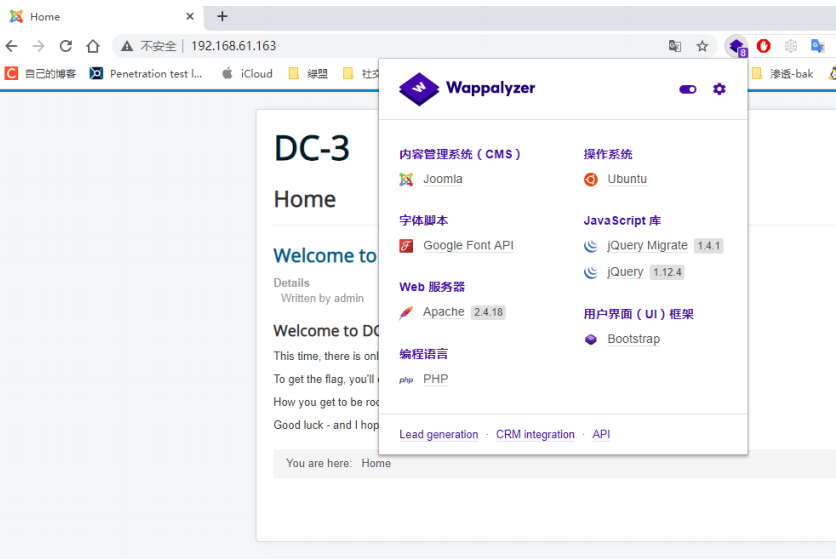 Home
不安全 | 192.168.61.163
8
自己的博客
Penetration test l...
iCloud
绿盟
社交
渗透-bak
Wappalyzer
内容管理系统（CMS）
Joomla
字体脚本
Google Font API
Web 服务器
Apache 2.4.18
编程语言
php PHP
操作系统
Ubuntu
JavaScript 库
jQuery Migrate 1.4.1
jQuery 1.12.4
用户界面（UI）框架
Bootstrap
Lead generation · CRM integration · API
DC-3
Home
Welcome to
Details
Written by admin
Welcome to DC
This time, there is onl
To get the flag, you'll
How you get to be roo
Good luck - and I hop
You are here: Home